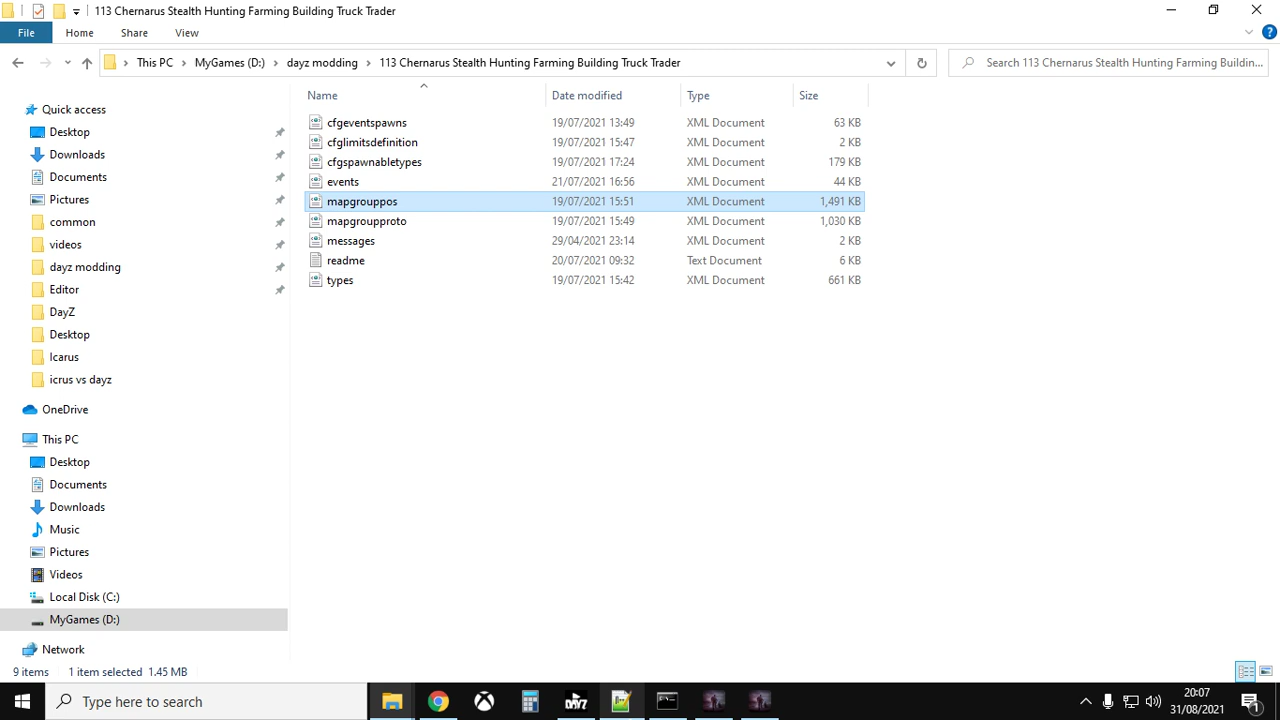 113 Chernarus Stealth Hunting Farming Building Truck Trader
File Home Share View
This PC MyGames (D:) dayz modding 113 Chernarus Stealth Hunting Farming Building Truck Trader
Search 113 Chernarus Stealth Hunting Farming Buildin...
Quick access
Desktop
Downloads
Documents
Pictures
common
videos
dayz modding
Editor
DayZ
Desktop
Icarus
icrus vs dayz
OneDrive
This PC
Desktop
Documents
Downloads
Music
Pictures
Videos
Local Disk (C:)
MyGames (D:)
Network
Name Date modified Type Size
cfgeventspawns 19/07/2021 13:49 XML Document 63 KB
cfglimitsdefinition 19/07/2021 15:47 XML Document 2 KB
cfgspawnabletypes 19/07/2021 17:24 XML Document 179 KB
events 21/07/2021 16:56 XML Document 44 KB
mapgrouppos 19/07/2021 15:51 XML Document 1,491 KB
mapgroupproto 19/07/2021 15:49 XML Document 1,030 KB
messages 29/04/2021 23:14 XML Document 2 KB
readme 20/07/2021 09:32 Text Document 6 KB
types 19/07/2021 15:42 XML Document 661 KB
9 items 1 item selected 1.45 MB
Type here to search
20:07
31/08/2021
1